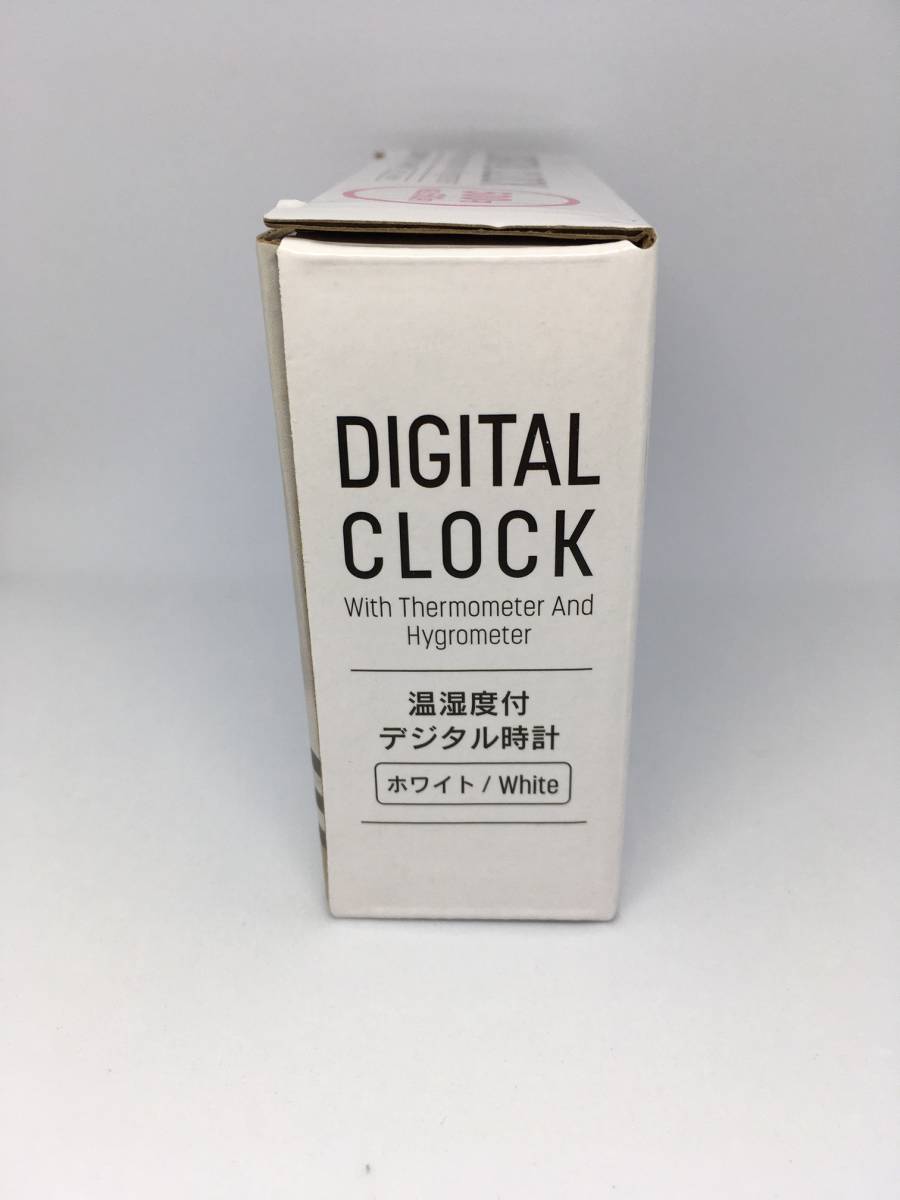 DIGITAL
CLOCK
With Thermometer And
Hygrometer
温湿度付
デジタル時計
ホワイト / White